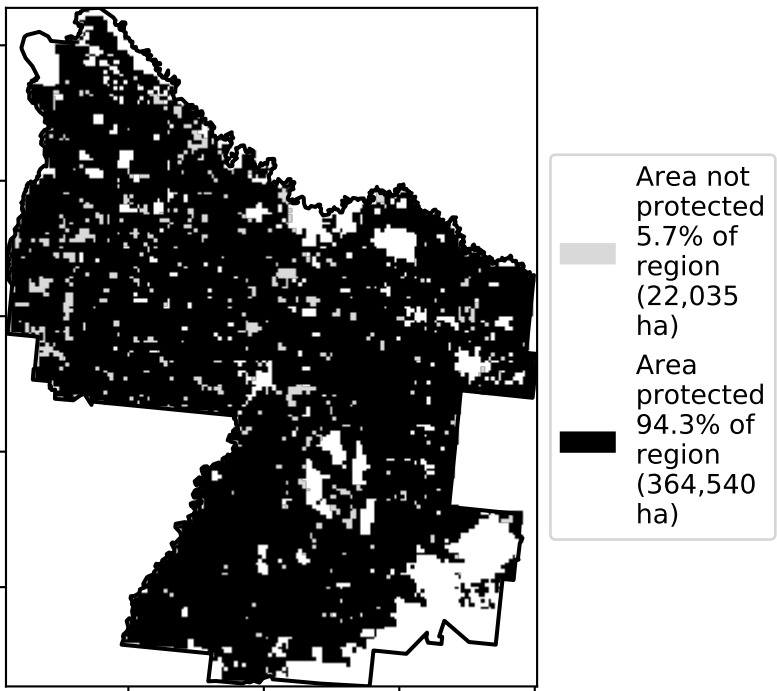 Area not
protected
5.7% of
region
(22,035
ha)
Area
protected
94.3% of
region
(364,540
ha)